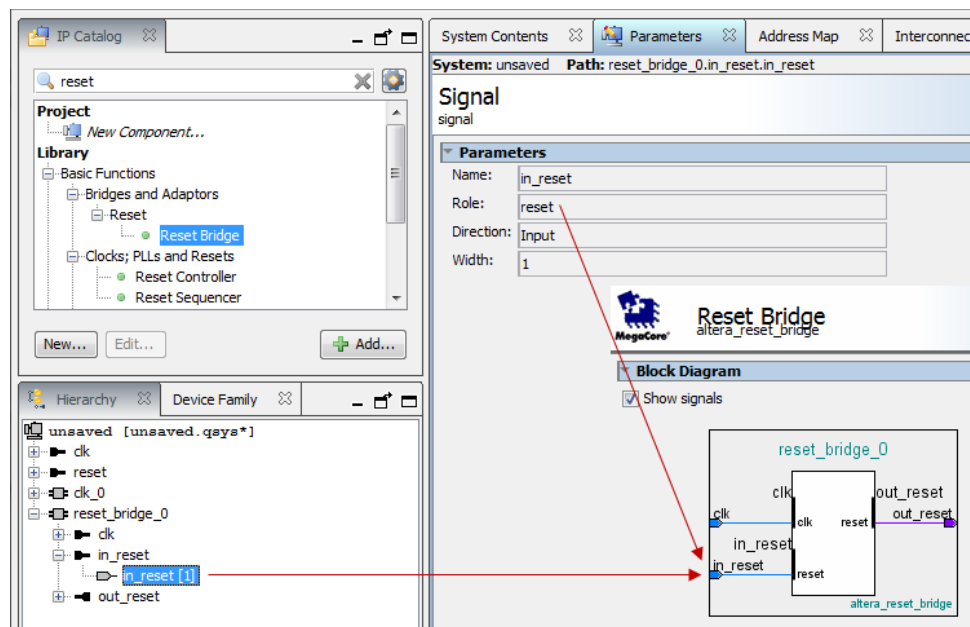 IP Catalog
reset
Project
New Component...
Library
Basic Functions
Bridges and Adaptors
Reset
Reset Bridge
Clocks; PLLs and Resets
Reset Controller
Reset Sequencer
New...
Edit...
Add...
Hierarchy
Device Family
unsaved [unsaved.qsys*]
clk
reset
clk_0
reset_bridge_0
clk
in_reset
in_reset [1]
out_reset
System Contents
Parameters
Address Map
Interconnec
System: unsaved Path: reset_bridge_0.in_reset.in_reset
Signal
signal
Parameters
Name: in_reset
Role: reset
Direction: Input
Width: 1
MegaCore®
Reset Bridge
altera_reset_bridge
Block Diagram
Show signals
reset_bridge_0
clk out_reset
clk out_reset
clk reset
in_reset
in_reset
reset
altera_reset_bridge